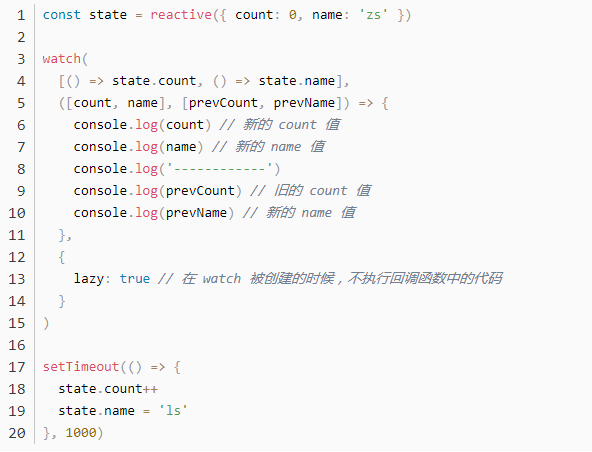 1 const state = reactive({ count: 0, name: 'zs' })
2
3 watch(
4   [() => state.count, () => state.name],
5   ([count, name], [prevCount, prevName]) => {
6     console.log(count) // 新的 count 值
7     console.log(name) // 新的 name 值
8     console.log('------------')
9     console.log(prevCount) // 旧的 count 值
10     console.log(prevName) // 新的 name 值
11   },
12   {
13     lazy: true // 在 watch 被创建的时候，不执行回调函数中的代码
14   }
15 )
16
17 setTimeout(() => {
18   state.count++
19   state.name = 'ls'
20 }, 1000)